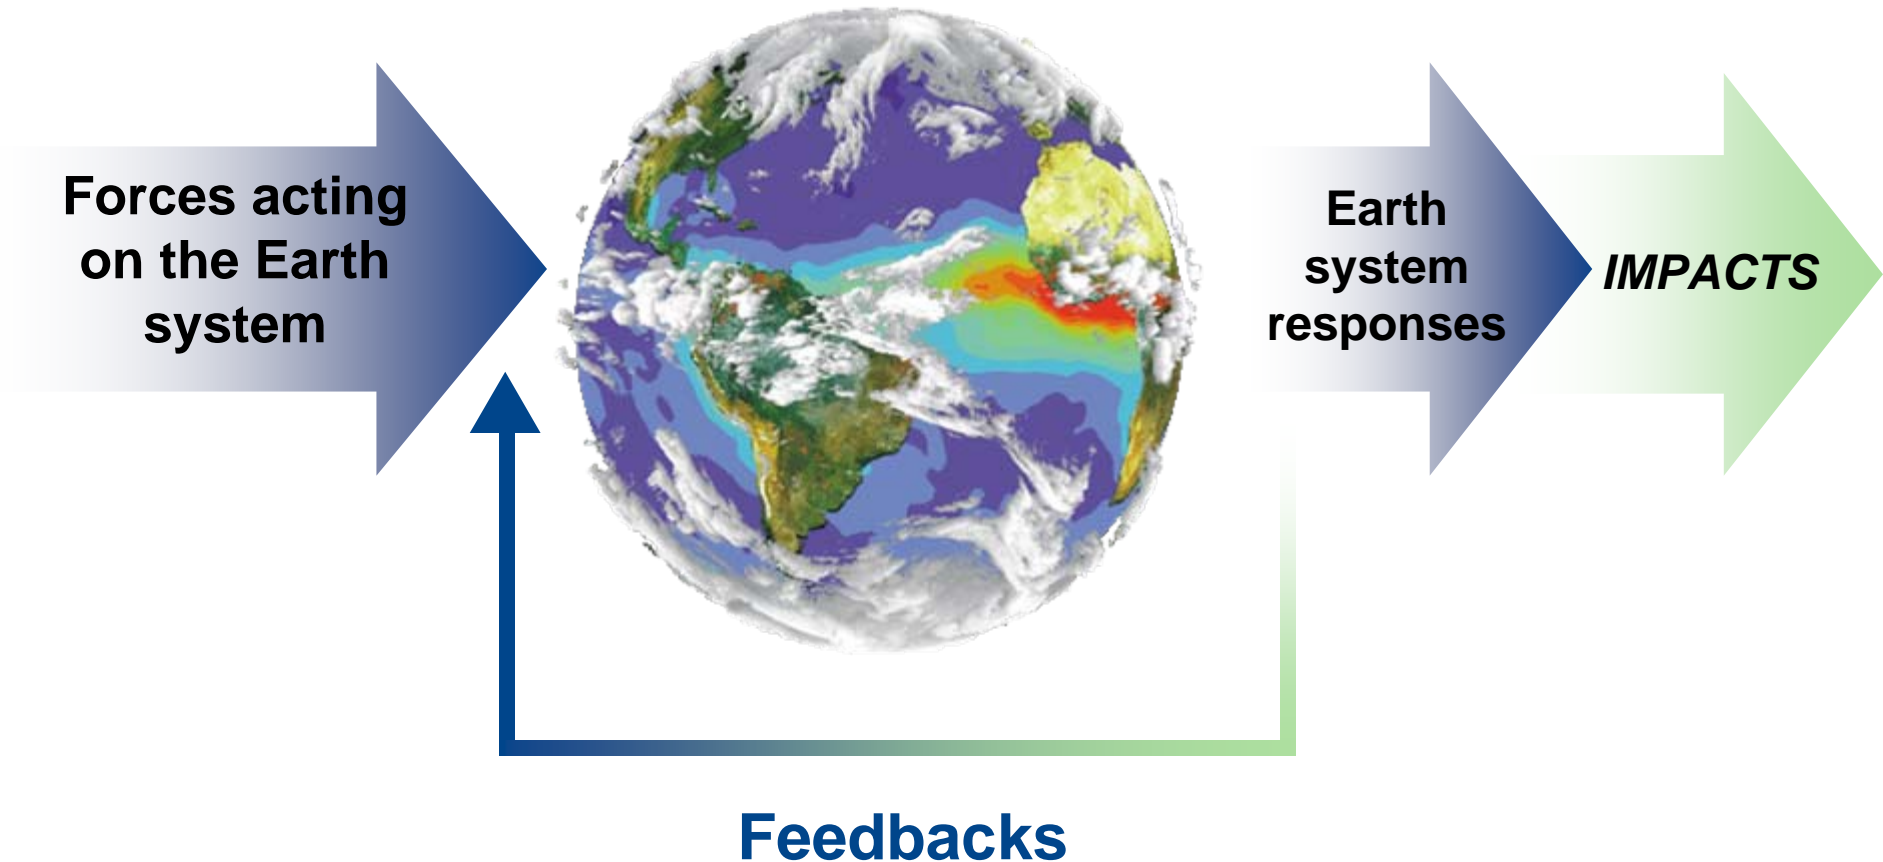 Forces acting
on the Earth
system
Earth
system
responses
IMPACTS
Feedbacks